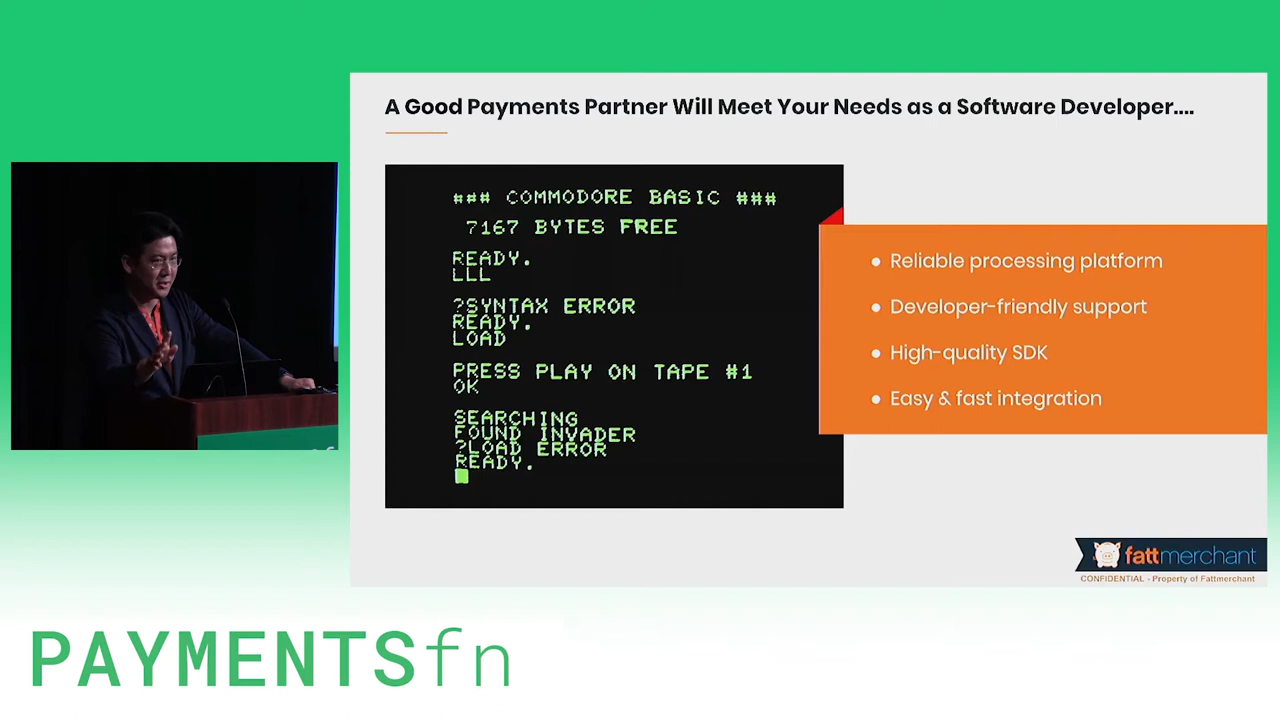 A Good Payments Partner Will Meet Your Needs as a Software Developer....
### COMMODORE BASIC ###
7167 BYTES FREE
READY.
LLL
?SYNTAX ERROR
READY.
LOAD
PRESS PLAY ON TAPE #1
OK
SEARCHING
FOUND INVADER
?LOAD ERROR
READY.
• Reliable processing platform
• Developer-friendly support
• High-quality SDK
• Easy & fast integration
fattmerchant
CONFIDENTIAL - Property of Fattmerchant
PAYMENTSfn